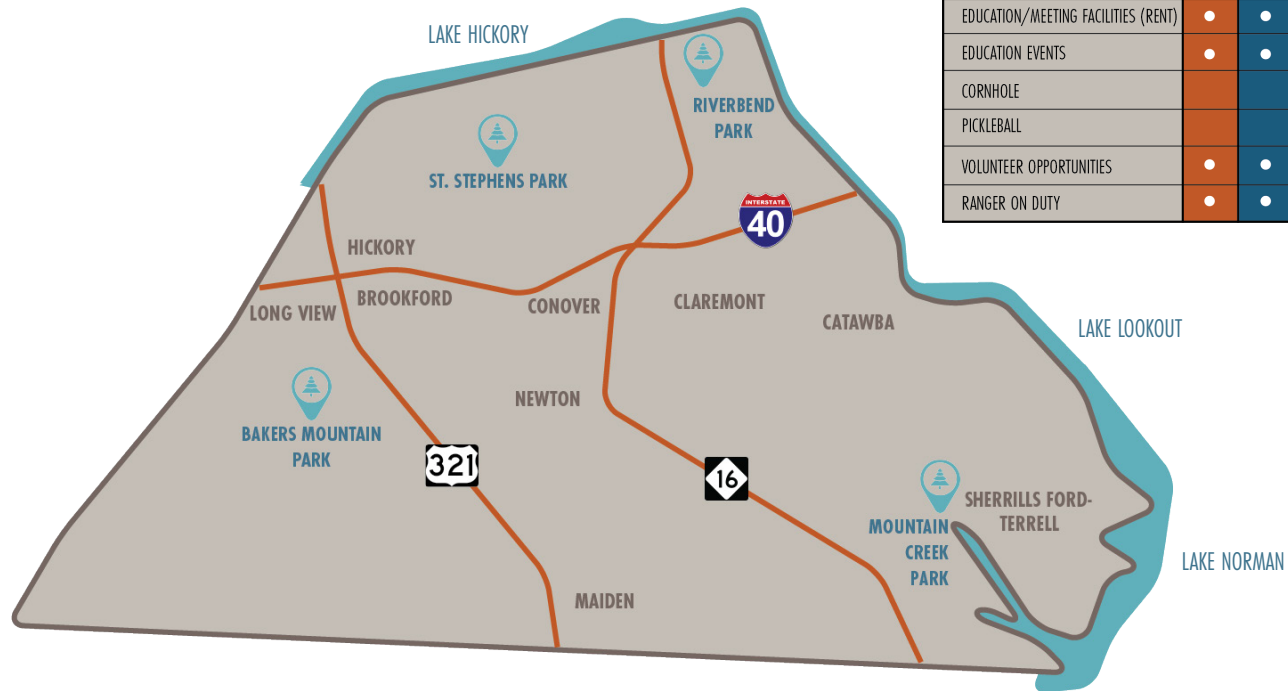 EDUCATION/MEETING FACILITIES (RENT)
EDUCATION EVENTS
CORNHOLE
PICKLEBALL
VOLUNTEER OPPORTUNITIES
RANGER ON DUTY
LAKE HICKORY
RIVERBEND
PARK
ST. STEPHENS PARK
INTERSTATE
40
HICKORY
BROOKFORD
LONG VIEW
CONOVER
CLAREMONT
CATAWBA
LAKE LOOKOUT
NEWTON
BAKERS MOUNTAIN
PARK
321
16
SHERRILLS FORD-
TERRELL
MOUNTAIN
CREEK
PARK
LAKE NORMAN
MAIDEN